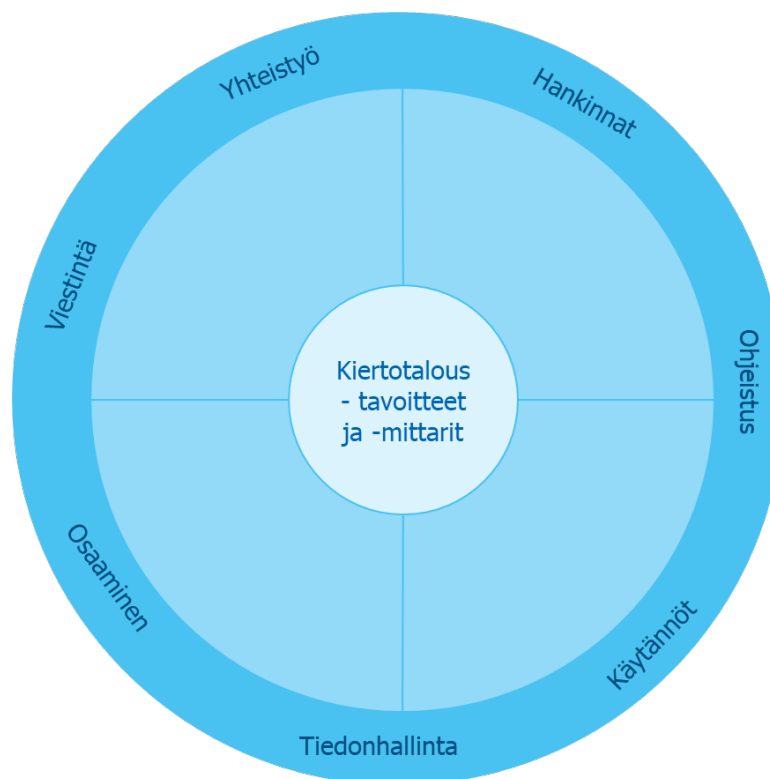 Yhteistyö
Hankinnat
Viestintä
Ohjeistus
Kiertotalous
- tavoitteet
ja -mittarit
Osaaminen
Käytännöt
Tiedonhallinta